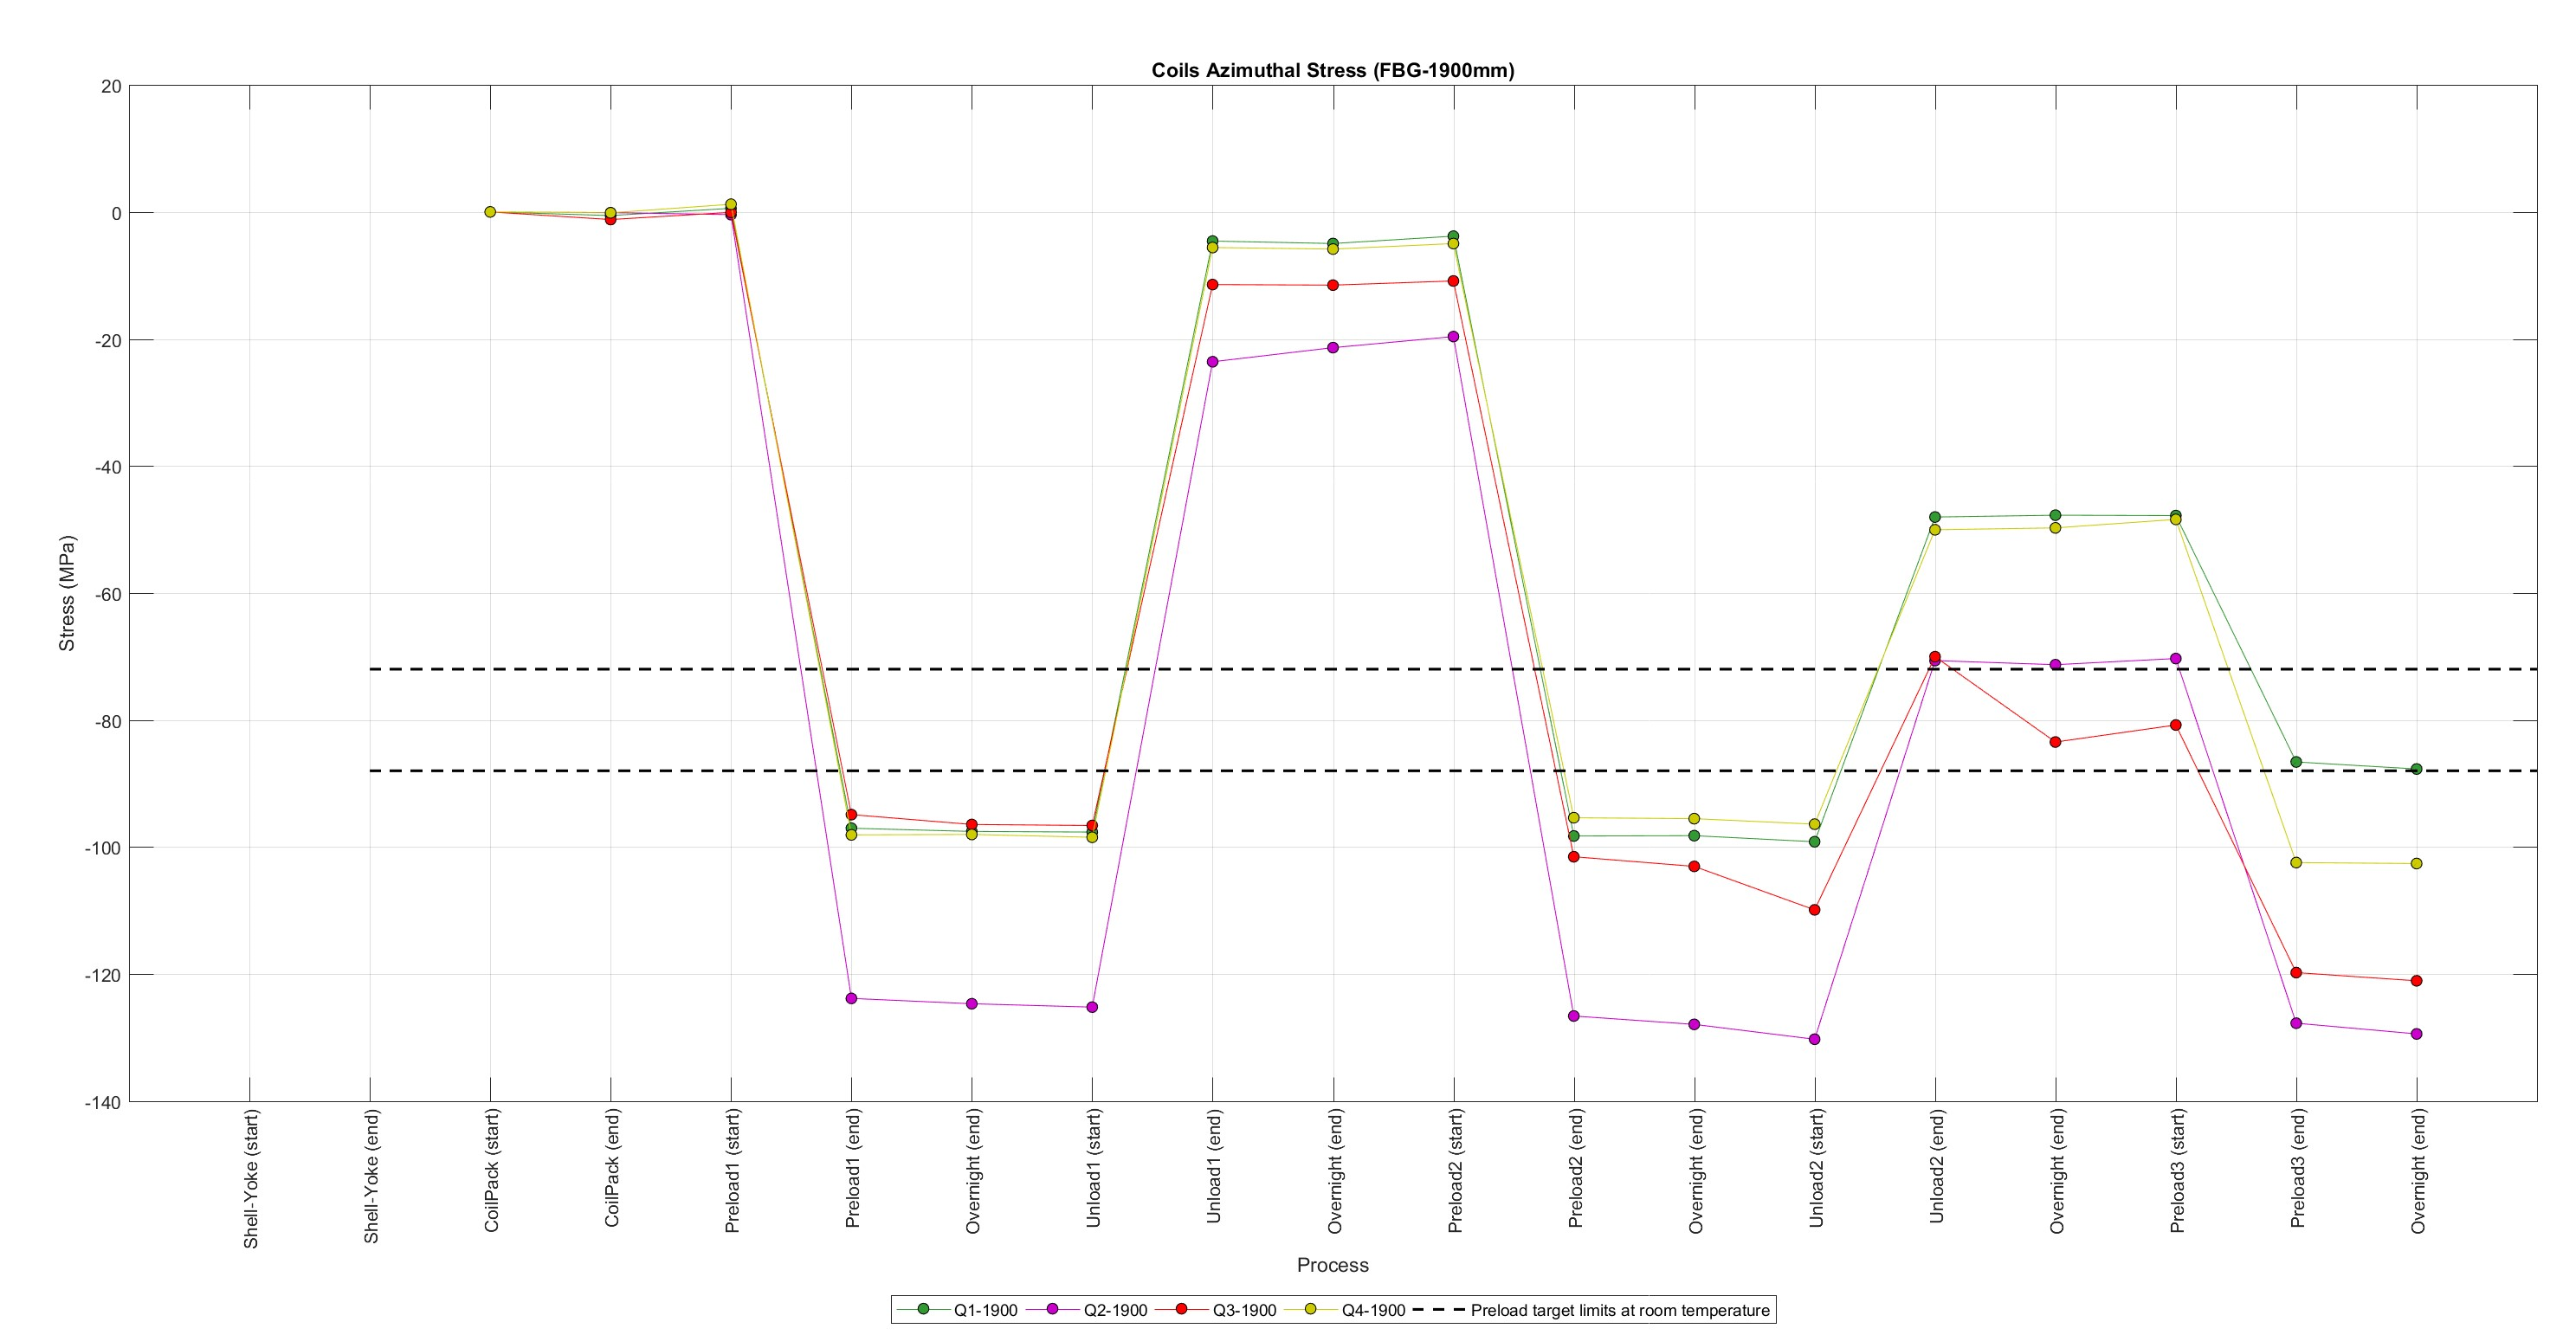 Coils Azimuthal Stress (FBG-1900mm)
20
0
-20
-40
-60
-80
-100
-120
-140
Stress (MPa)
Shell-Yoke (start)
Shell-Yoke (end)
CoilPack (start)
CoilPack (end)
Preload1 (start)
Preload1 (end)
Overnight (end)
Unload1 (start)
Unload1 (end)
Overnight (end)
Preload2 (start)
Preload2 (end)
Overnight (end)
Unload2 (start)
Unload2 (end)
Overnight (end)
Preload3 (start)
Preload3 (end)
Overnight (end)
Process
Q1-1900 Q2-1900 Q3-1900 Q4-1900 Preload target limits at room temperature